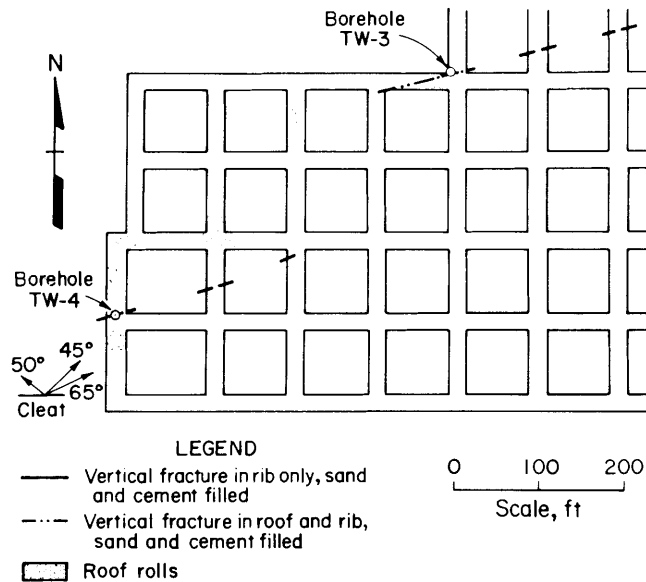 Borehole
TW-3
N
Borehole
TW-4
50°
45°
65°
Cleat
LEGEND
Vertical fracture in rib only, sand
and cement filled
Vertical fracture in roof and rib,
sand and cement filled
Roof rolls
0 100 200
Scale, ft